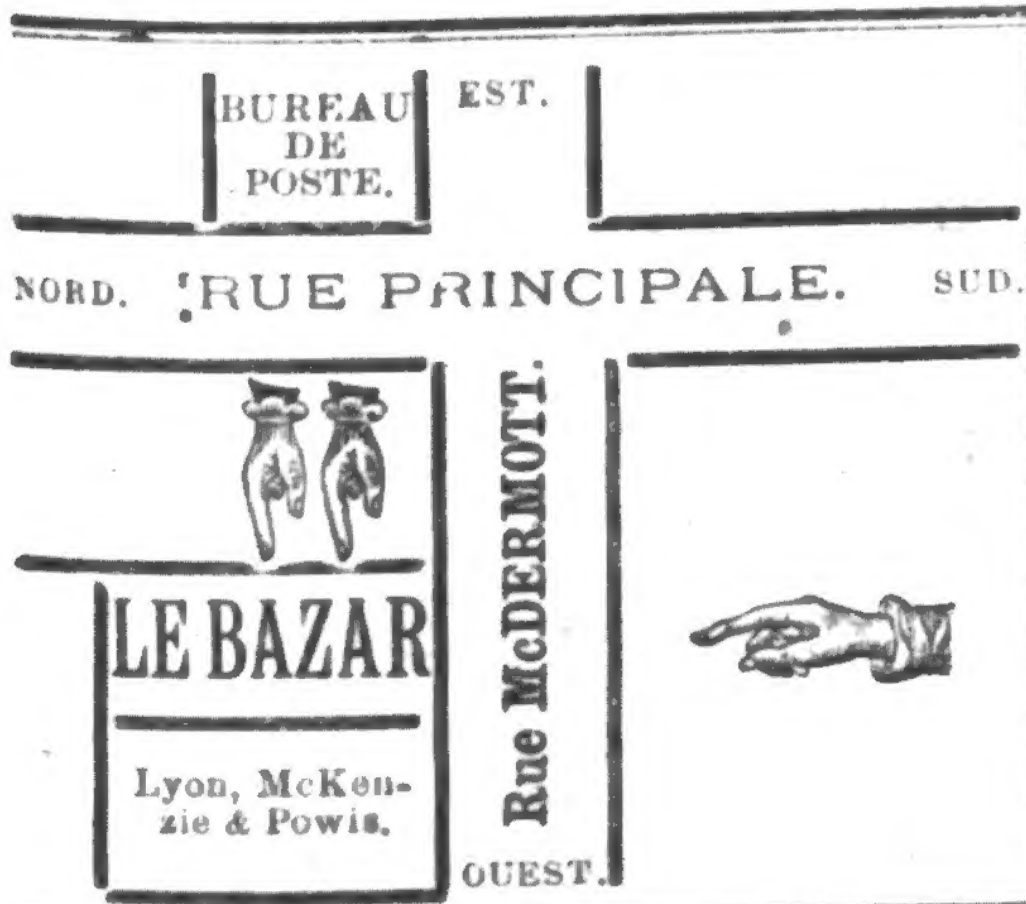 BUREAU
DE
POSTE.
EST.
NORD.
RUE PRINCIPALE.
SUD.
Rue McDERMOTT.
LE BAZAR
Lyon, McKen-
zie & Powis.
OUEST.